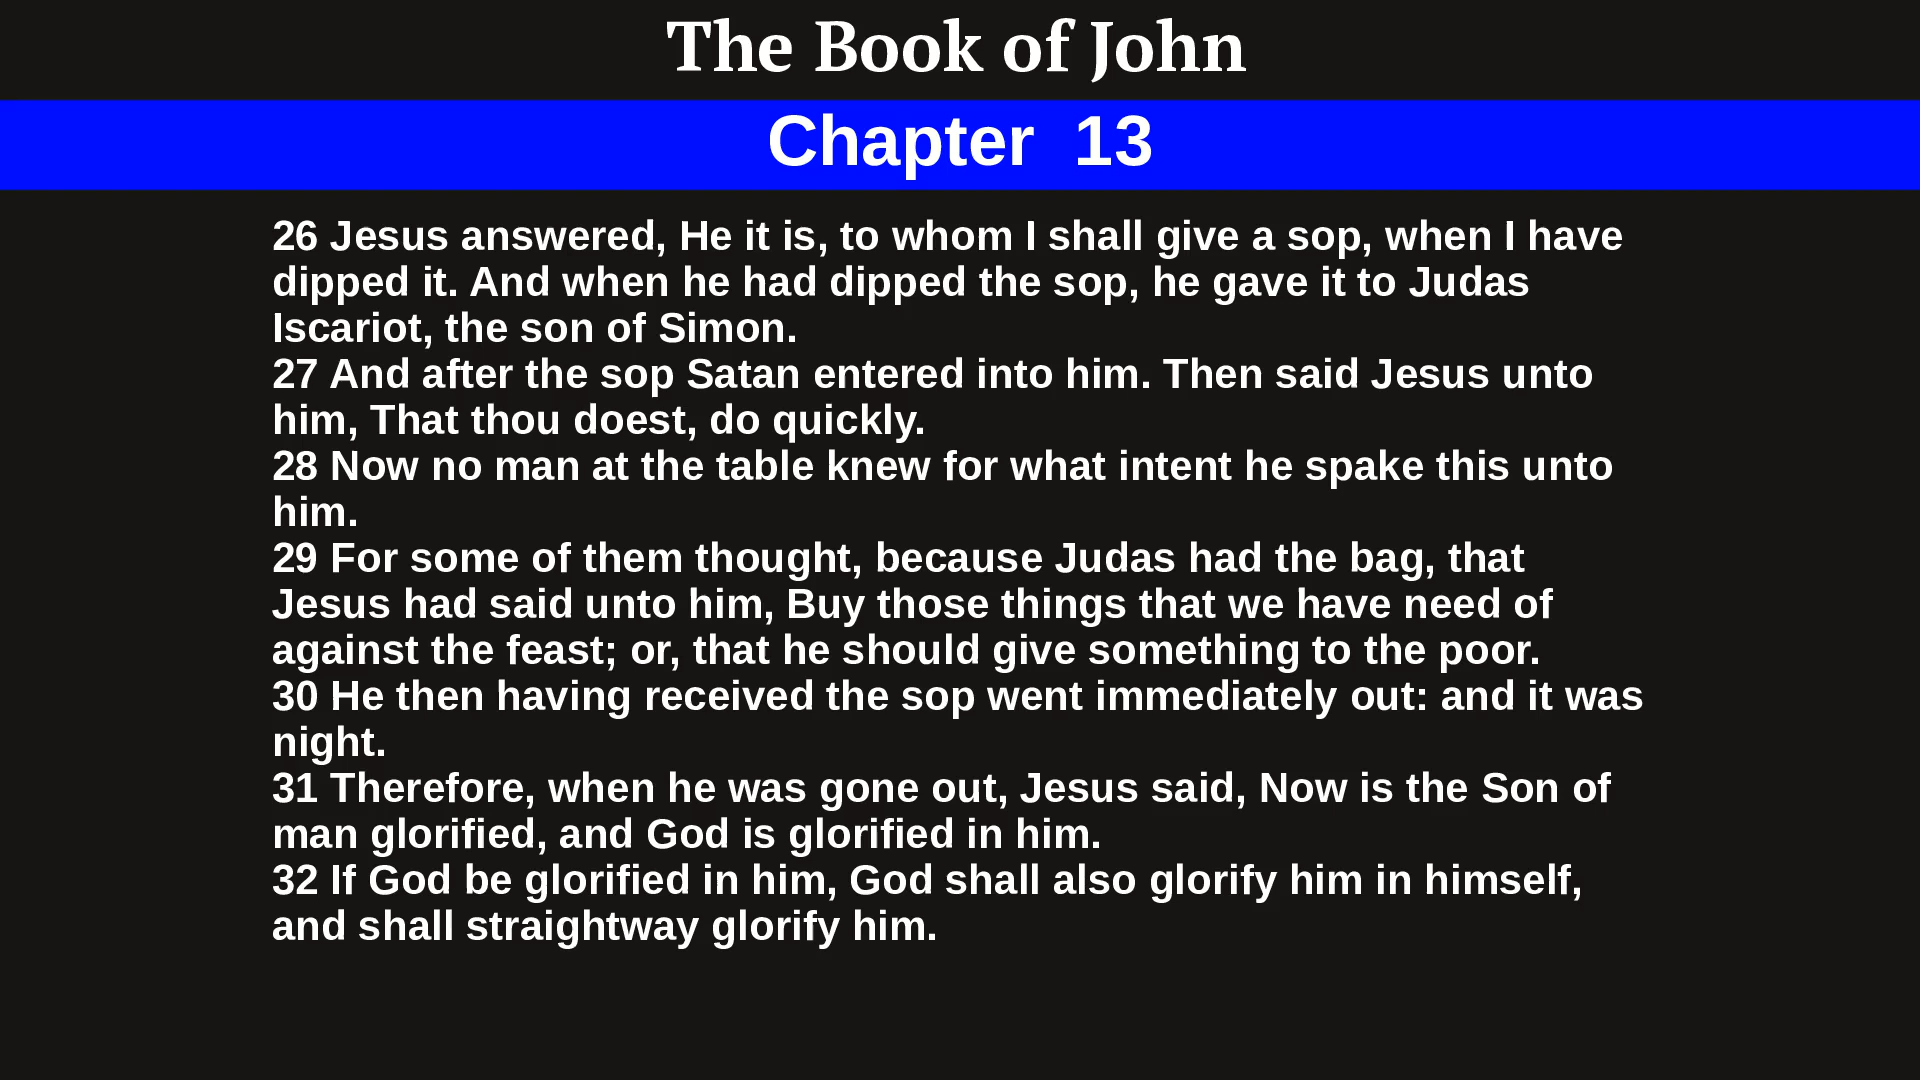 The Book of John
Chapter 13
26 Jesus answered, He it is, to whom I shall give a sop, when I have
dipped it. And when he had dipped the sop, he gave it to Judas
Iscariot, the son of Simon.
27 And after the sop Satan entered into him. Then said Jesus unto
him, That thou doest, do quickly.
28 Now no man at the table knew for what intent he spake this unto
him.
29 For some of them thought, because Judas had the bag, that
Jesus had said unto him, Buy those things that we have need of
against the feast; or, that he should give something to the poor.
30 He then having received the sop went immediately out: and it was
night.
31 Therefore, when he was gone out, Jesus said, Now is the Son of
man glorified, and God is glorified in him.
32 If God be glorified in him, God shall also glorify him in himself,
and shall straightway glorify him.